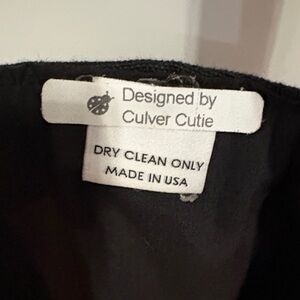 Designed by
Culver Cutie
DRY CLEAN ONLY
MADE IN USA